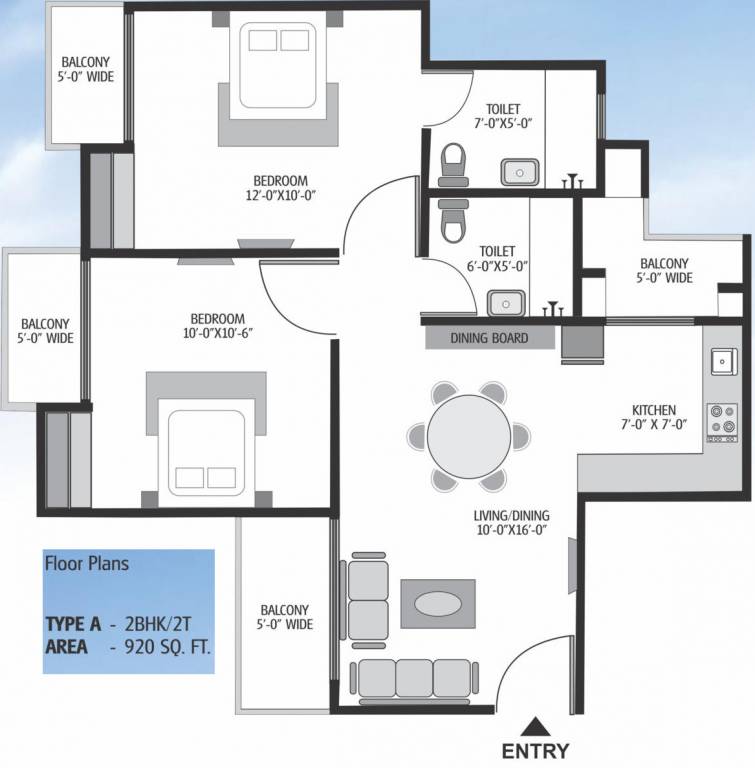 BALCONY
5'-0" WIDE
TOILET
7'-0"X5'-0"
BEDROOM
12'-0"X10'-0"
TOILET
6'-0"X5'-0"
BALCONY
5'-0" WIDE
BALCONY
5'-0" WIDE
BEDROOM
10'-0"X10'-6"
DINING BOARD
KITCHEN
7'-0" X 7'-0"
LIVING/DINING
10'-0"X16'-0"
Floor Plans
TYPE A - 2BHK/2T
AREA - 920 SQ. FT.
BALCONY
5'-0" WIDE
ENTRY